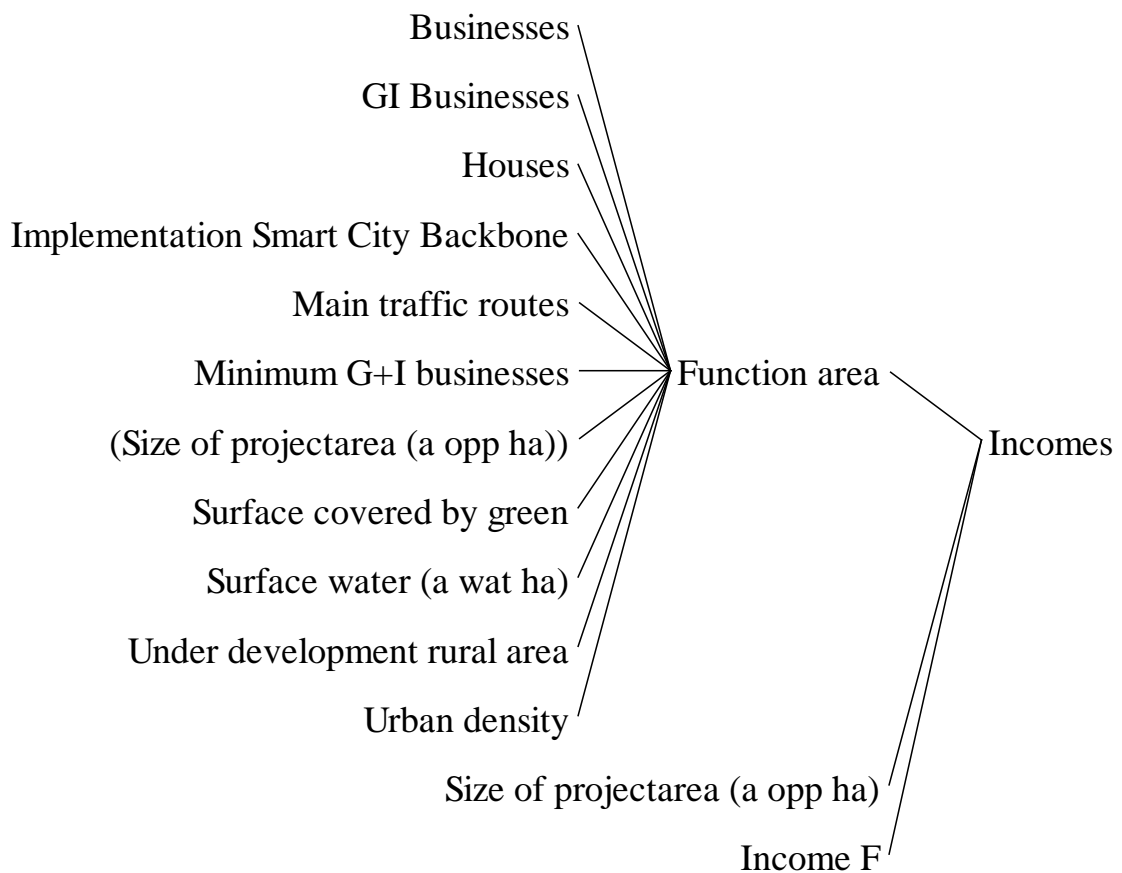 Businesses
GI Businesses
Houses
Implementation Smart City Backbone
Main traffic routes
Minimum G+I businesses
Function area
(Size of projectarea (a opp ha))
Incomes
Surface covered by green
Surface water (a wat ha)
Under development rural area
Urban density
Size of projectarea (a opp ha)
Income F